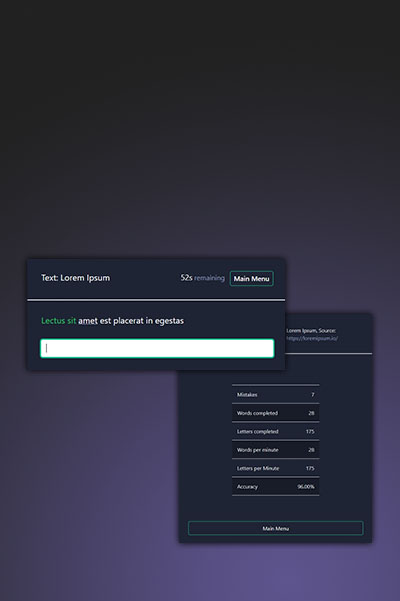 Text: Lorem Ipsum 52s remaining Main Menu
Lectus sit amet est placerat in egestas
Lorem Ipsum, Source:
https://loremipsum.io/
Mistakes 7
Words completed 28
Letters completed 175
Words per minute 28
Letters per Minute 175
Accuracy 96.00%
Main Menu